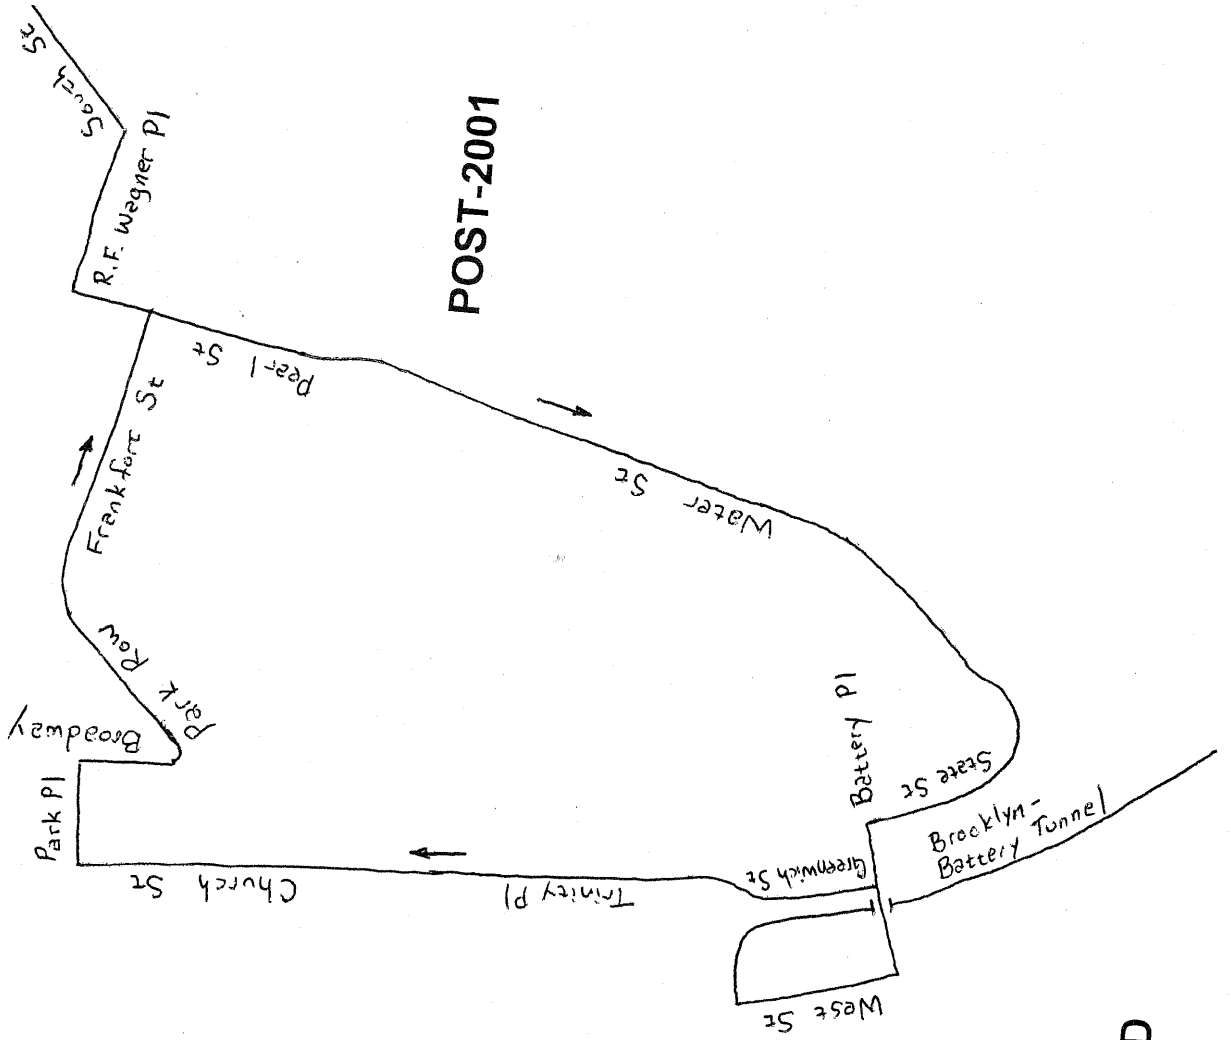 South St
R.F. Wagner Pl
POST-2001
Pearl St
Frankfort St
Water St
Park Row
Broadway
Park Pl
Church St
Trinity Pl
Greenwich St
Battery Pl
State St
Brooklyn-
Battery Tunnel
West St
D